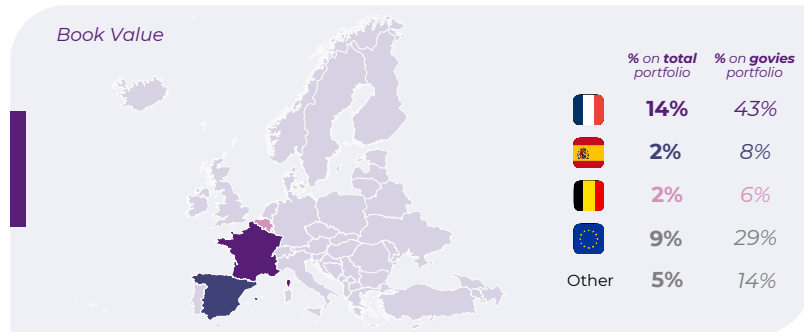 Book Value
% on total % on govies
portfolio portfolio
14% 43%
2% 8%
2% 6%
9% 29%
Other 5% 14%